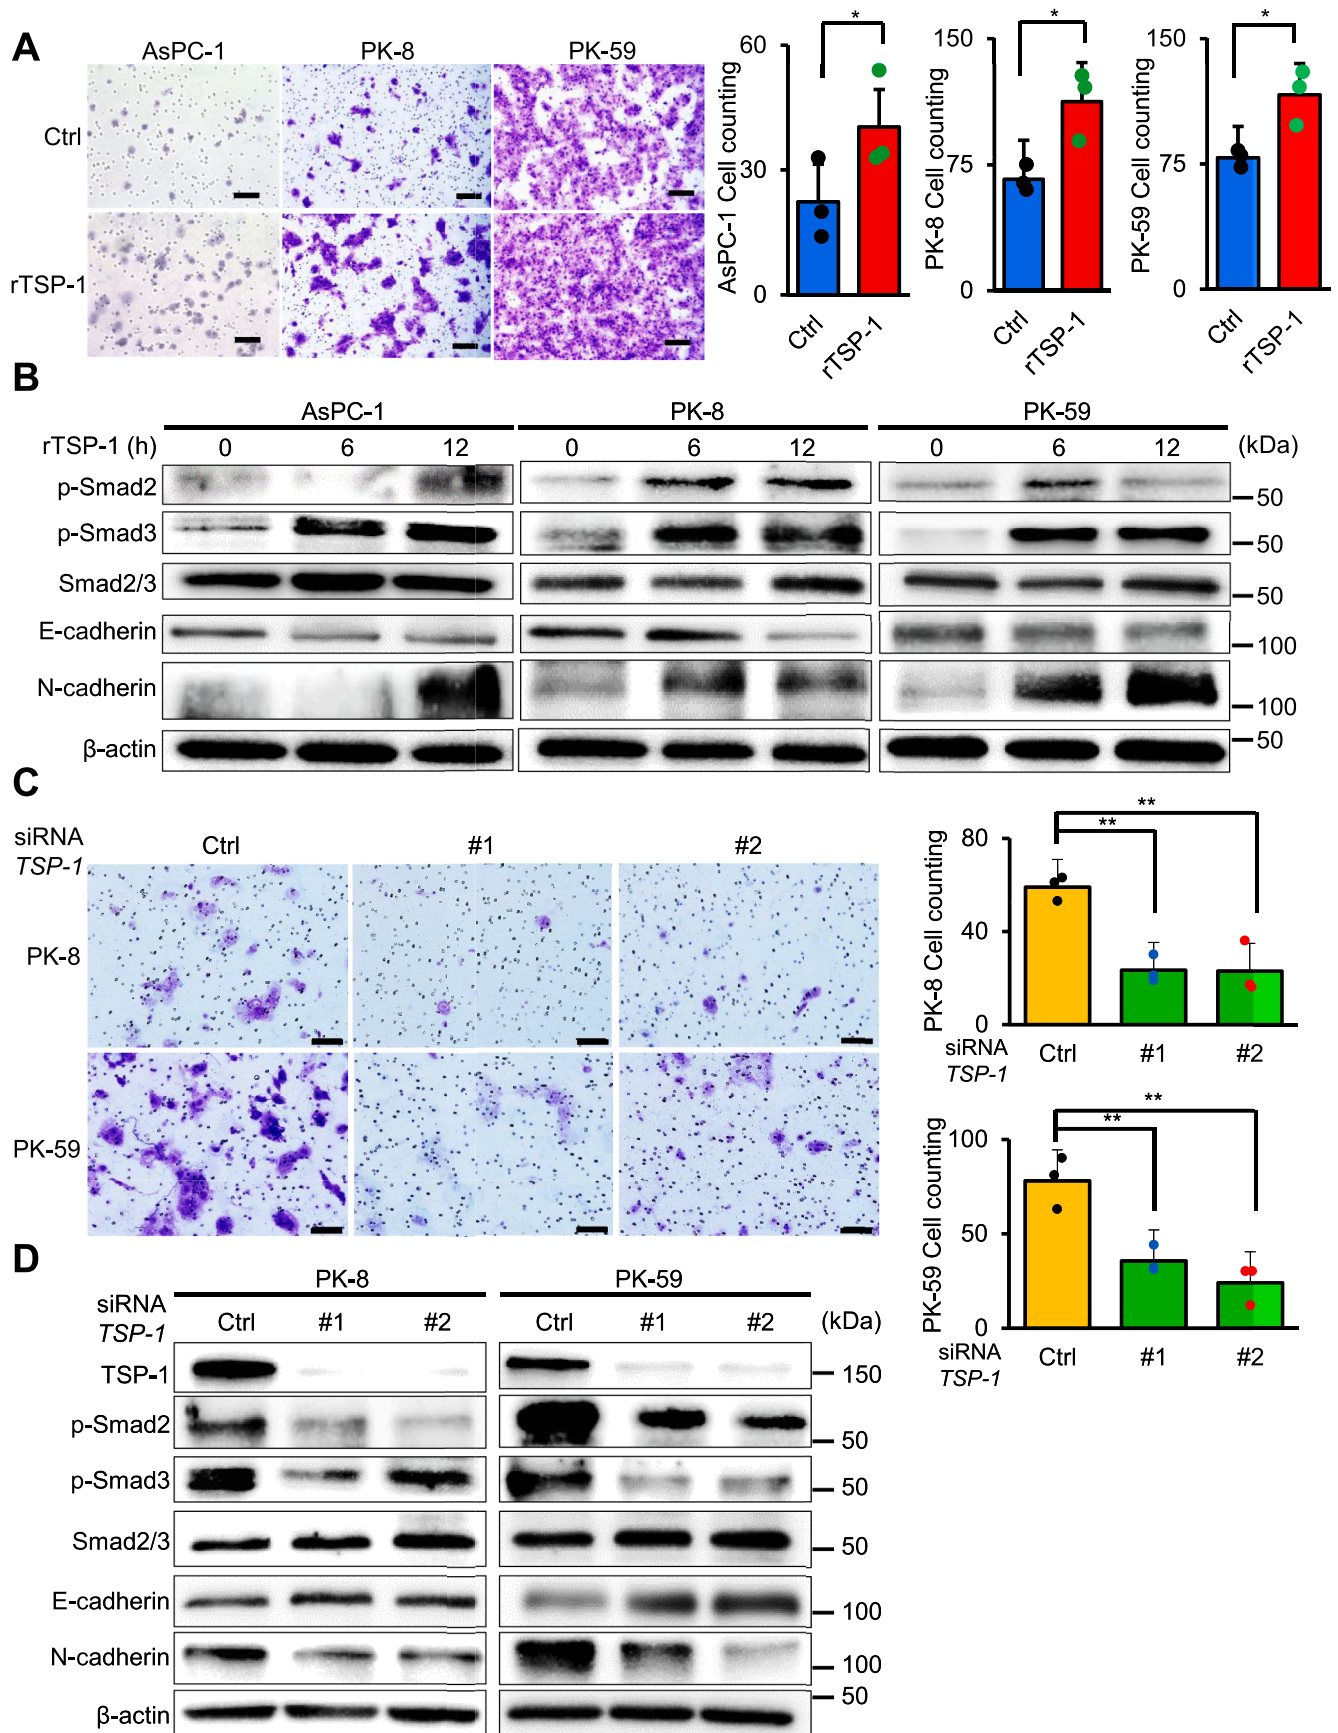 A
AsPC-1 PK-8 PK-59
Ctrl
rTSP-1
AsPC-1 Cell counting
60
30
0
Ctrl
rTSP-1
*
PK-8 Cell counting
150
75
0
Ctrl
rTSP-1
*
PK-59 Cell counting
150
75
0
Ctrl
rTSP-1
*
B
AsPC-1 PK-8 PK-59
rTSP-1 (h) 0 6 12 0 6 12 0 6 12 (kDa)
p-Smad2 50
p-Smad3 50
Smad2/3 50
E-cadherin 100
N-cadherin 100
β-actin 50
C
siRNA
TSP-1
Ctrl #1 #2
PK-8
PK-59
PK-8 Cell counting
80
40
0
**
**
siRNA
TSP-1
Ctrl #1 #2
PK-59 Cell counting
100
50
0
**
**
siRNA
TSP-1
Ctrl #1 #2
D
PK-8 PK-59
siRNA
TSP-1
Ctrl #1 #2 Ctrl #1 #2 (kDa)
TSP-1 150
p-Smad2 50
p-Smad3 50
Smad2/3 50
E-cadherin 100
N-cadherin 100
β-actin 50